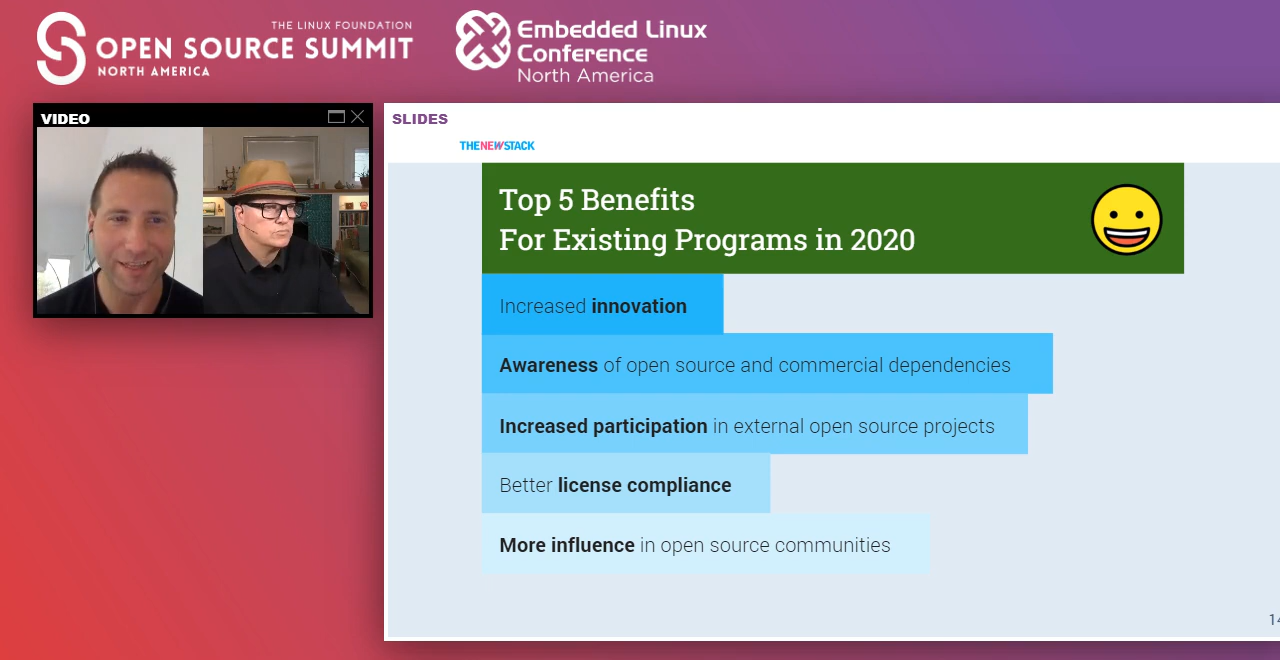 THE LINUX FOUNDATION
OPEN SOURCE SUMMIT
NORTH AMERICA
Embedded Linux
Conference
North America
VIDEO
SLIDES
THENEWSTACK
Top 5 Benefits
For Existing Programs in 2020
Increased innovation
Awareness of open source and commercial dependencies
Increased participation in external open source projects
Better license compliance
More influence in open source communities
14